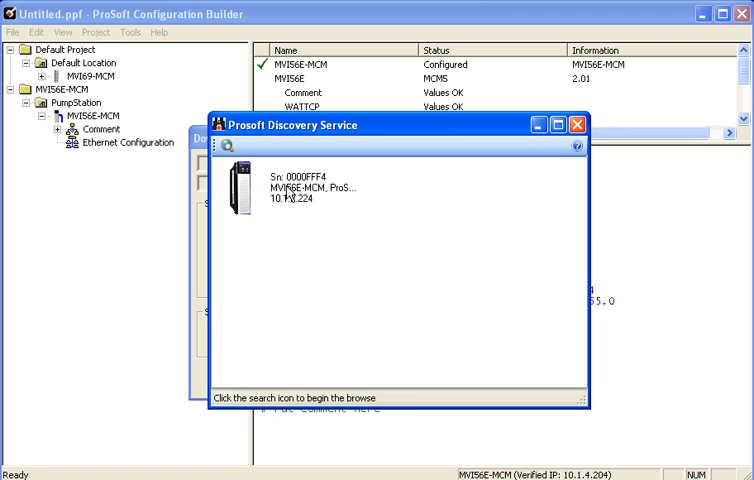 Untitled.ppf - ProSoft Configuration Builder
File Edit View Project Tools Help
Default Project
Default Location
MVI69-MCM
MVI56E-MCM
PumpStation
MVI56E-MCM
Comment
Ethernet Configuration
Name Status Information
MVI56E-MCM Configured MVI56E-MCM
MVI56E MCM5 2.01
Comment Values OK
WATTCP Values OK
Prosoft Discovery Service
Sn: 0000FFF4
MVI56E-MCM, ProS...
Click the search icon to begin the browse
Ready
MVI56E-MCM (Verified IP: 10.1.4.204)
NUM